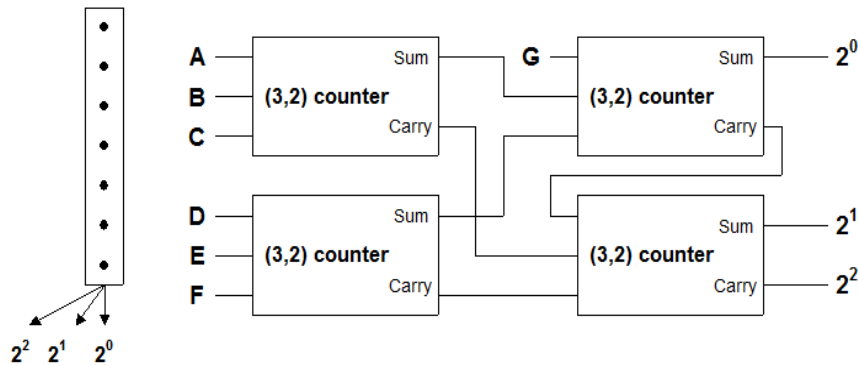 2² 2¹ 2⁰
A
B
C
Sum
(3,2) counter
Carry
D
E
F
Sum
(3,2) counter
Carry
G
Sum
(3,2) counter
Carry
2⁰
Sum
(3,2) counter
Carry
2¹
2²